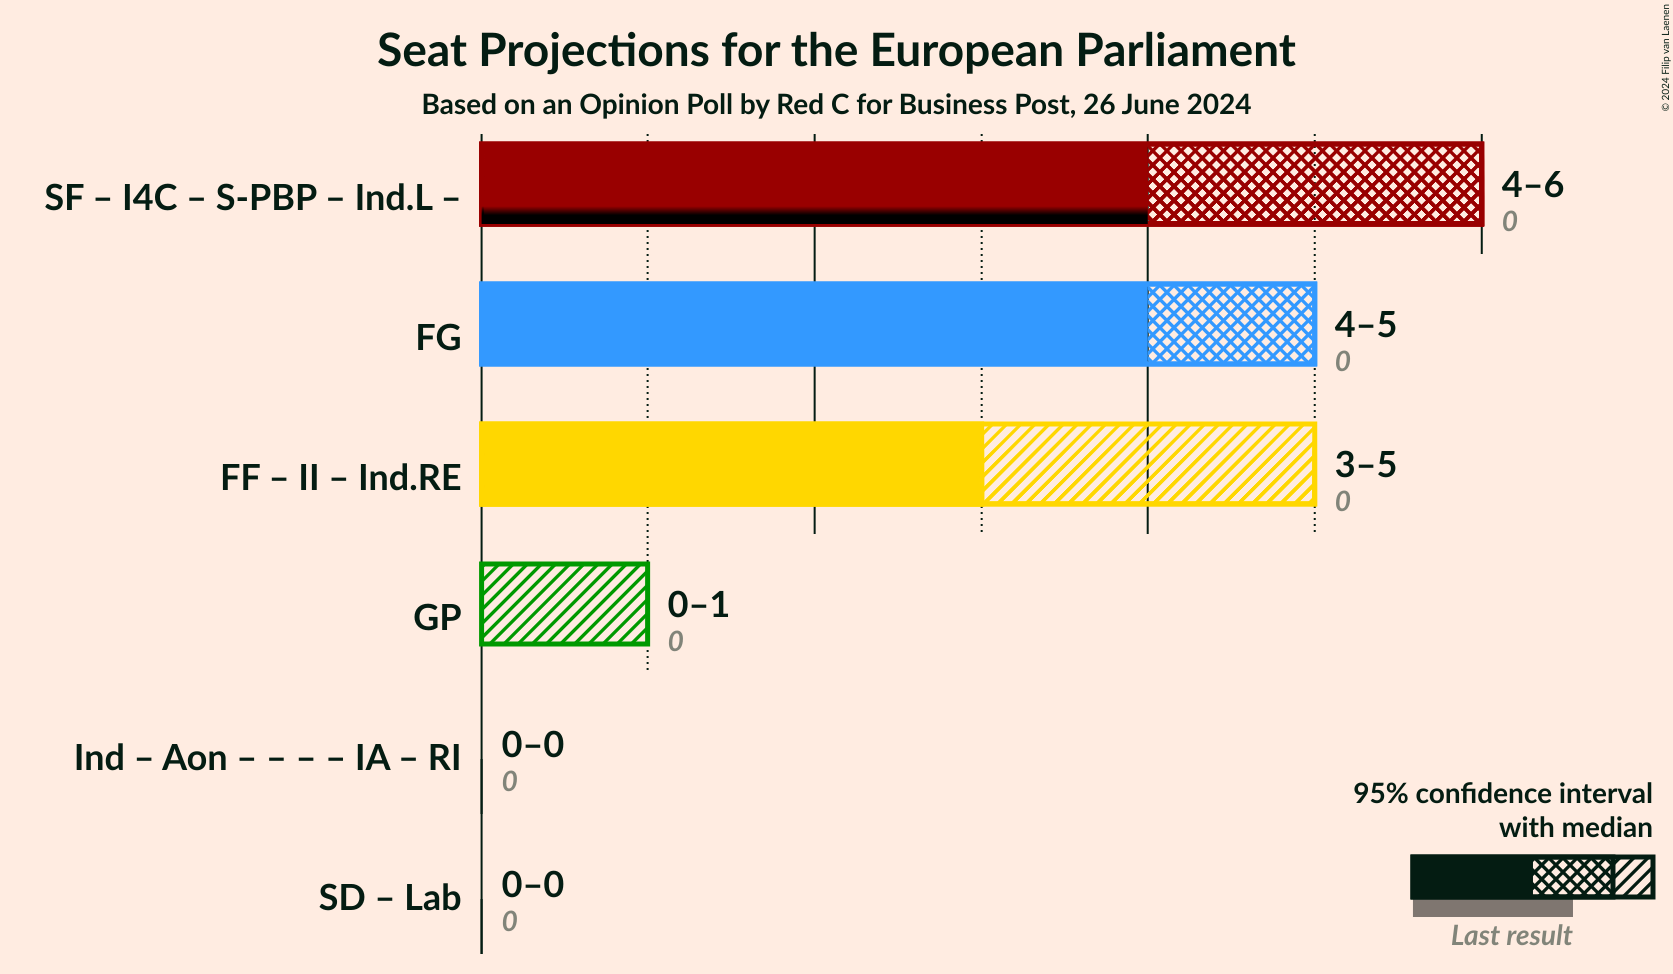 Seat Projections for the European Parliament
Based on an Opinion Poll by Red C for Business Post, 26 June 2024
© 2024 Filip van Laenen
SF – I4C – S-PBP – Ind.L –
4–6
0
FG
4–5
0
FF – II – Ind.RE
3–5
0
GP
0–1
0
Ind – Aon – – – – IA – RI
0–0
0
SD – Lab
0–0
0
95% confidence interval
with median
Last result